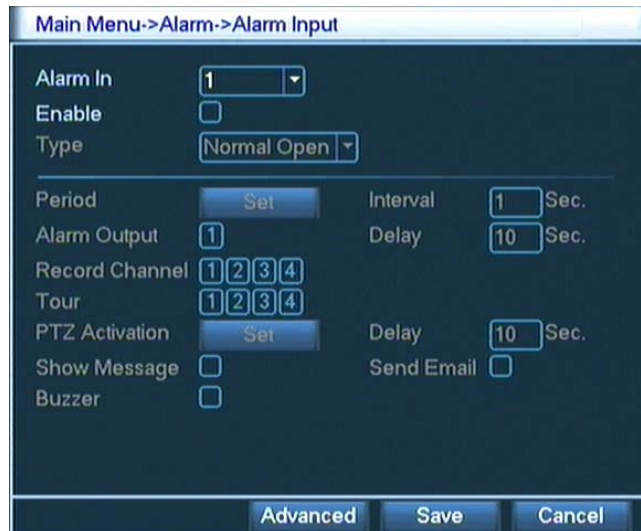 Main Menu->Alarm->Alarm Input
Alarm In 1
Enable
Type Normal Open
Period Set Interval 1 Sec.
Alarm Output 1 Delay 10 Sec.
Record Channel 1 2 3 4
Tour 1 2 3 4
PTZ Activation Set Delay 10 Sec.
Show Message Send Email
Buzzer
Advanced Save Cancel